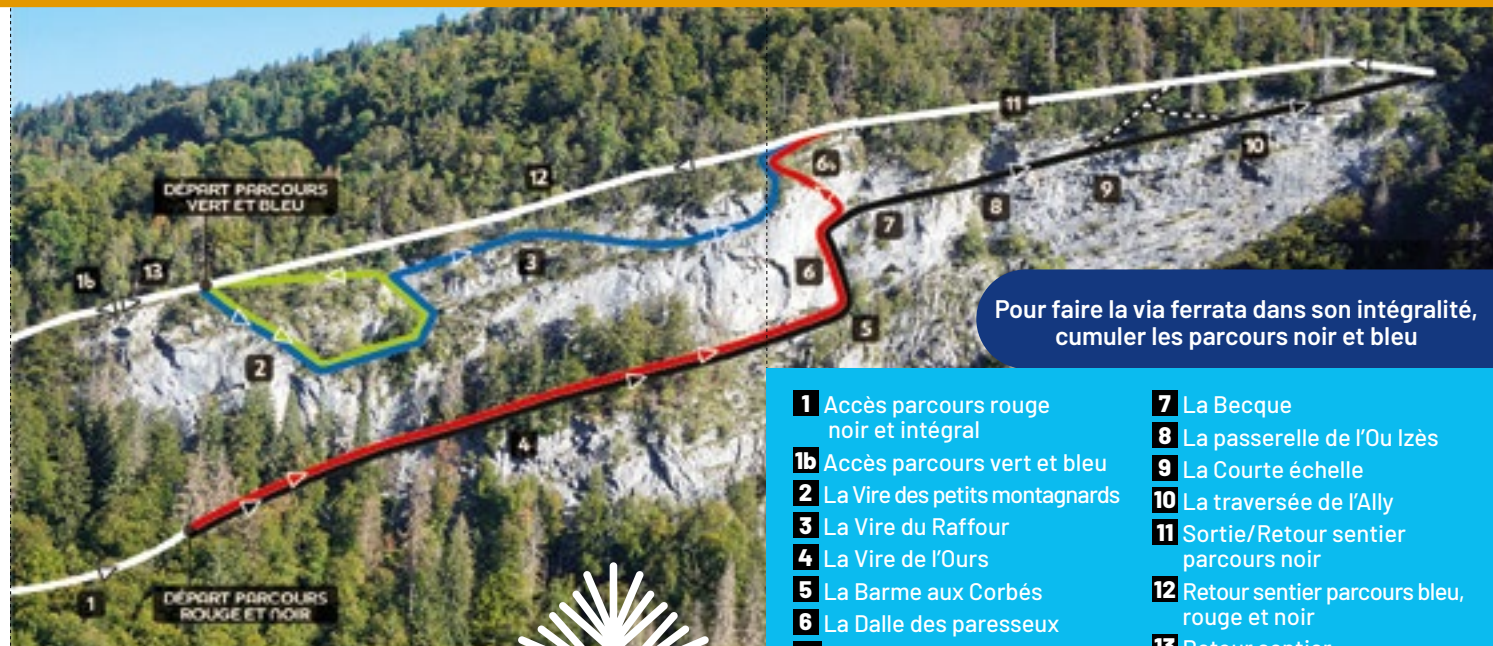 DÉPART PARCOURS
VERT ET BLEU
11
6b
10
12
9
8
7
1b
13
3
6
5
2
4
Pour faire la via ferrata dans son intégralité,
cumuler les parcours noir et bleu
1 Accès parcours rouge
noir et intégral
1b Accès parcours vert et bleu
2 La Vire des petits montagnards
3 La Vire du Raffour
4 La Vire de l'Ours
5 La Barme aux Corbés
6 La Dalle des paresseux
7 La Becque
8 La passerelle de l'Ou Izès
9 La Courte échelle
10 La traversée de l'Ally
11 Sortie/Retour sentier
parcours noir
12 Retour sentier parcours bleu,
rouge et noir
13 Retour sentier
1
DÉPART PARCOURS
ROUGE ET NOIR